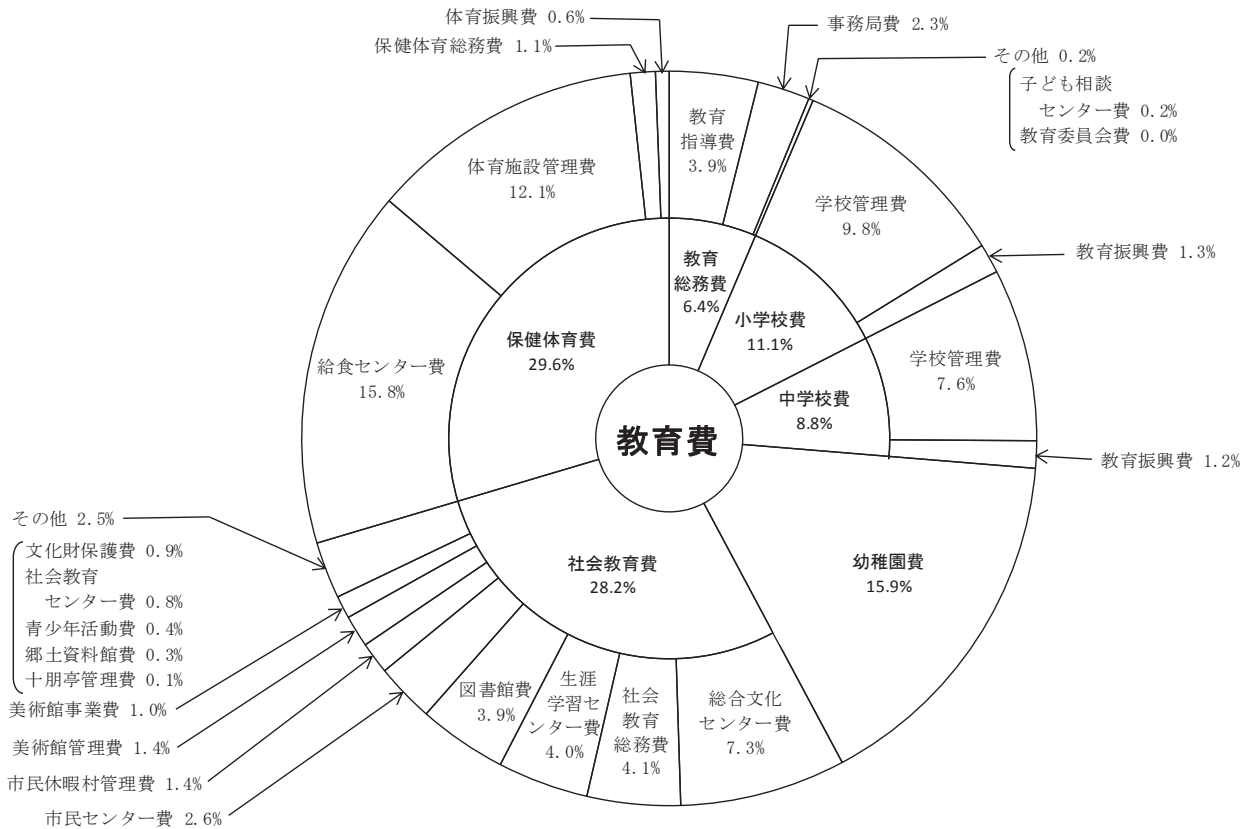 体育振興費 0.6%
保健体育総務費 1.1%
事務局費 2.3%
その他 0.2%
子ども相談
センター費 0.2%
教育委員会費 0.0%
教育
指導費
3.9%
体育施設管理費
12.1%
学校管理費
9.8%
教育振興費 1.3%
教育
総務費
6.4%
小学校費
11.1%
保健体育費
29.6%
給食センター費
15.8%
学校管理費
7.6%
中学校費
8.8%
教育費
教育振興費 1.2%
その他 2.5%
文化財保護費 0.9%
社会教育
センター費 0.8%
青少年活動費 0.4%
郷土資料館費 0.3%
十朋亭管理費 0.1%
美術館事業費 1.0%
美術館管理費 1.4%
市民休暇村管理費 1.4%
市民センター費 2.6%
社会教育費
28.2%
幼稚園費
15.9%
図書館費
3.9%
生涯
学習セ
ンター費
4.0%
社会
教育
総務費
4.1%
総合文化
センター費
7.3%